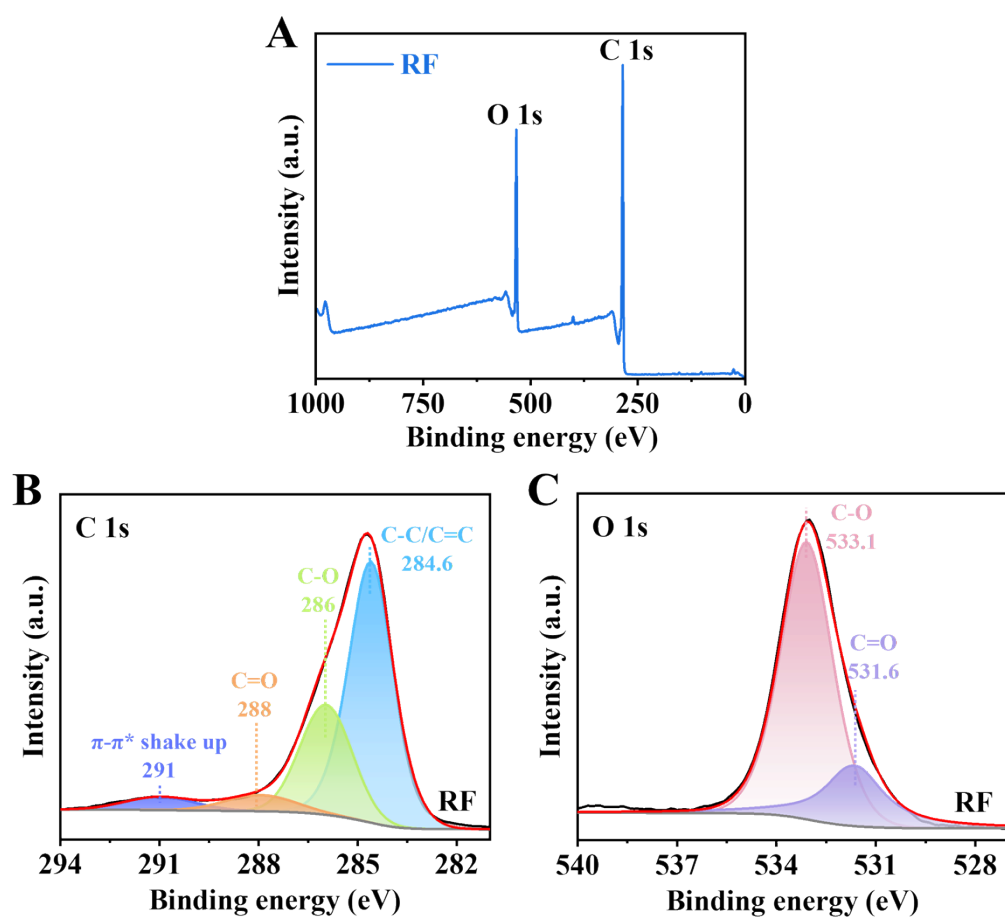 A
RF
C 1s
O 1s
Intensity (a.u.)
1000
750
500
250
0
Binding energy (eV)
B
C 1s
C-C/C=C
284.6
C-O
286
C=O
288
π-π* shake up
291
RF
Intensity (a.u.)
294
291
288
285
282
Binding energy (eV)
C
O 1s
C-O
533.1
C=O
531.6
RF
Intensity (a.u.)
540
537
534
531
528
Binding energy (eV)